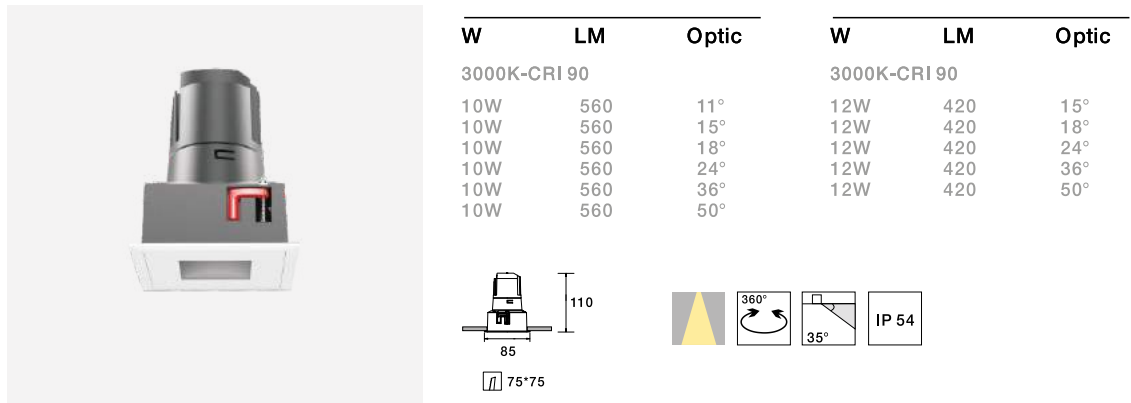 W LM Optic
3000K-CRI 90
10W 560 11°
10W 560 15°
10W 560 18°
10W 560 24°
10W 560 36°
10W 560 50°
W LM Optic
3000K-CRI 90
12W 420 15°
12W 420 18°
12W 420 24°
12W 420 36°
12W 420 50°
110
85
75*75
360°
35°
IP 54